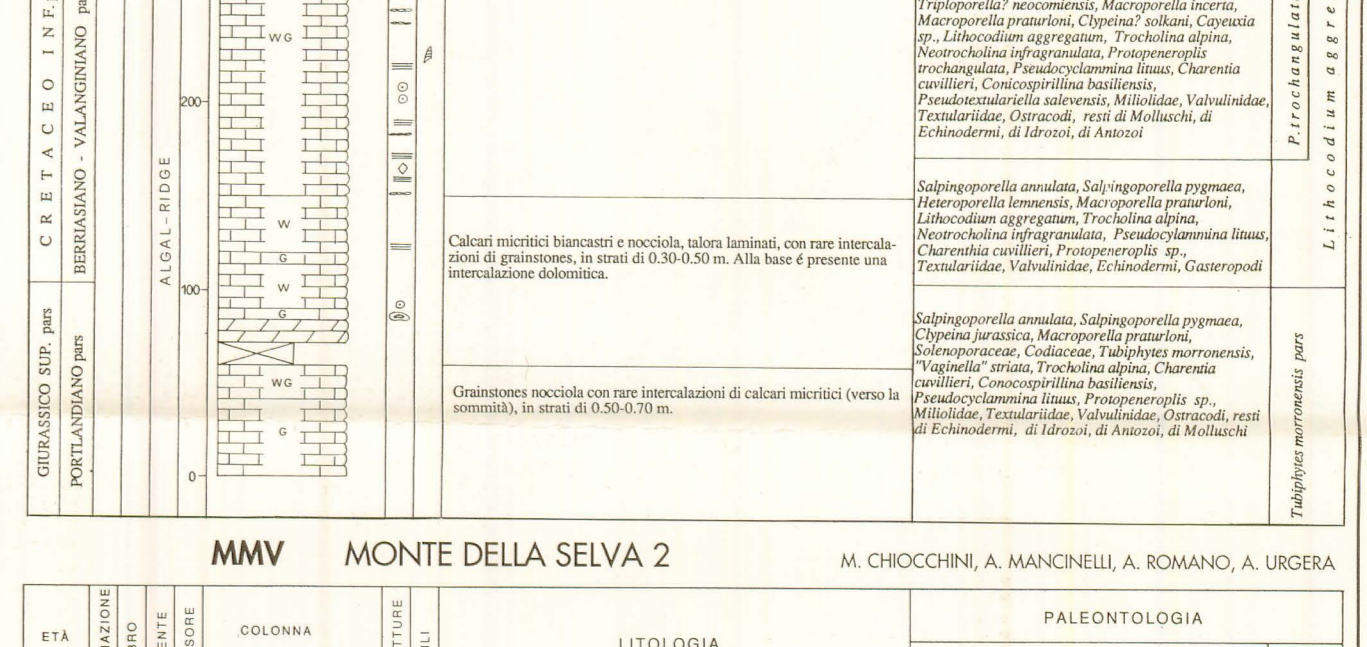 CRETACEO INF.
BERRIASIANO - VALANGINIANO
GIURASSICO SUP. pars
PORTLANDIANO pars
ALGAL-RIDGE
200
100
0
WG
W
G
W
G
WG
G
Calcari micritici biancastri e nocciola, talora laminati, con rare intercala-
zioni di grainstones, in strati di 0.30-0.50 m. Alla base é presente una
intercalazione dolomitica.
Grainstones nocciola con rare intercalazioni di calcari micritici (verso la
sommità), in strati di 0.50-0.70 m.
Triploporella? neocomiensis, Macroporella incerta,
Macroporella praturloni, Clypeina? solkani, Cayeuxia
sp., Lithocodium aggregatum, Trocholina alpina,
Neotrocholina infragranulata, Protopeneroplis
trochangulata, Pseudocyclammina lituus, Charentia
cuvillieri, Conicospirillina basiliensis,
Pseudotextulariella salevensis, Miliolidae, Valvulinidae,
Textulariidae, Ostracodi, resti di Molluschi, di
Echinodermi, di Idrozoi, di Antozoi
Salpingoporella annulata, Salpingoporella pygmaea,
Heteroporella lemnensis, Macroporella praturloni,
Lithocodium aggregatum, Trocholina alpina,
Neotrocholina infragranulata, Pseudocylammina lituus,
Charenthia cuvillieri, Protopeneroplis sp.,
Textulariidae, Valvulinidae, Echinodermi, Gasteropodi
Salpingoporella annulata, Salpingoporella pygmaea,
Clypeina jurassica, Macroporella praturloni,
Solenoporaceae, Codiaceae, Tubiphytes morronensis,
"Vaginella" striata, Trocholina alpina, Charentia
cuvillieri, Conocospirillina basiliensis,
Pseudocyclammina lituus, Protopeneroplis sp.,
Miliolidae, Textulariidae, Valvulinidae, Ostracodi, resti
di Echinodermi, di Idrozoi, di Antozoi, di Molluschi
P.trochangulat
Lithocodium aggre
Tubiphytes morronensis pars
MMV MONTE DELLA SELVA 2
M. CHIOCCHINI, A. MANCINELLI, A. ROMANO, A. URGERA
ETÀ
COLONNA
LITOLOGIA
PALEONTOLOGIA